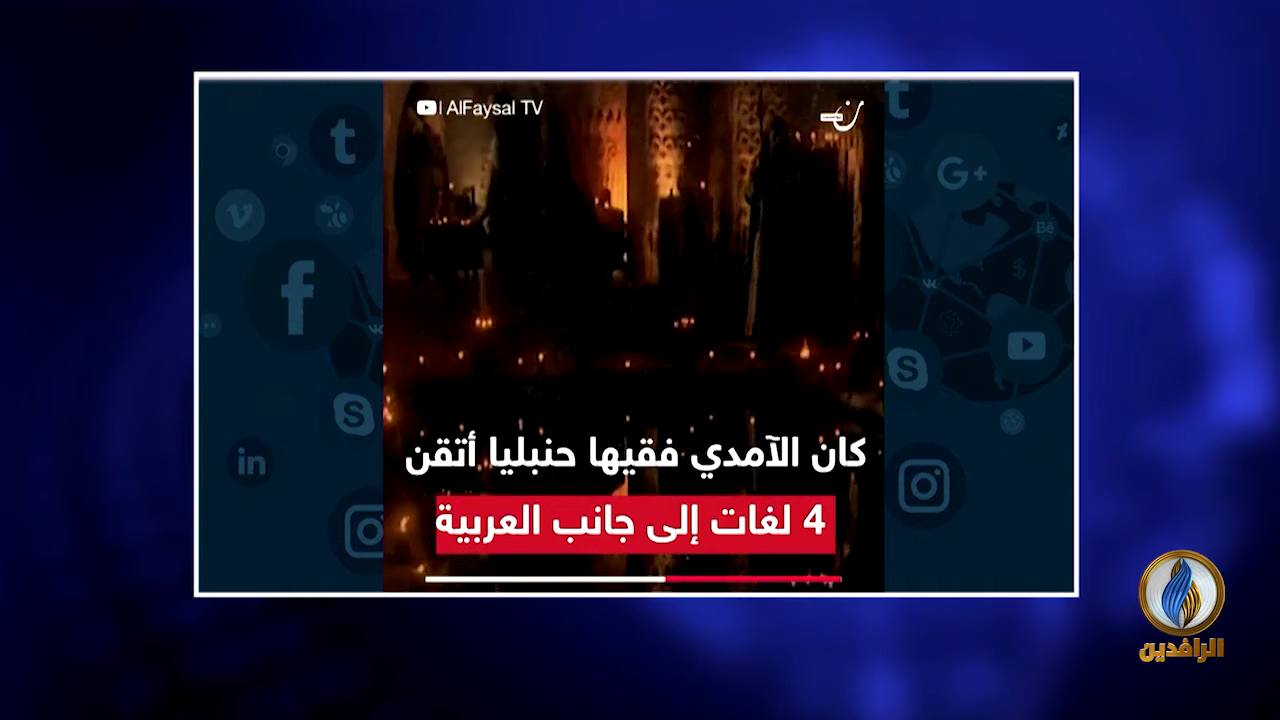 AlFaysal TV
كان الآمدي فقيها حنبليا أتقن
4 لغات إلى جانب العربية
الرافدين